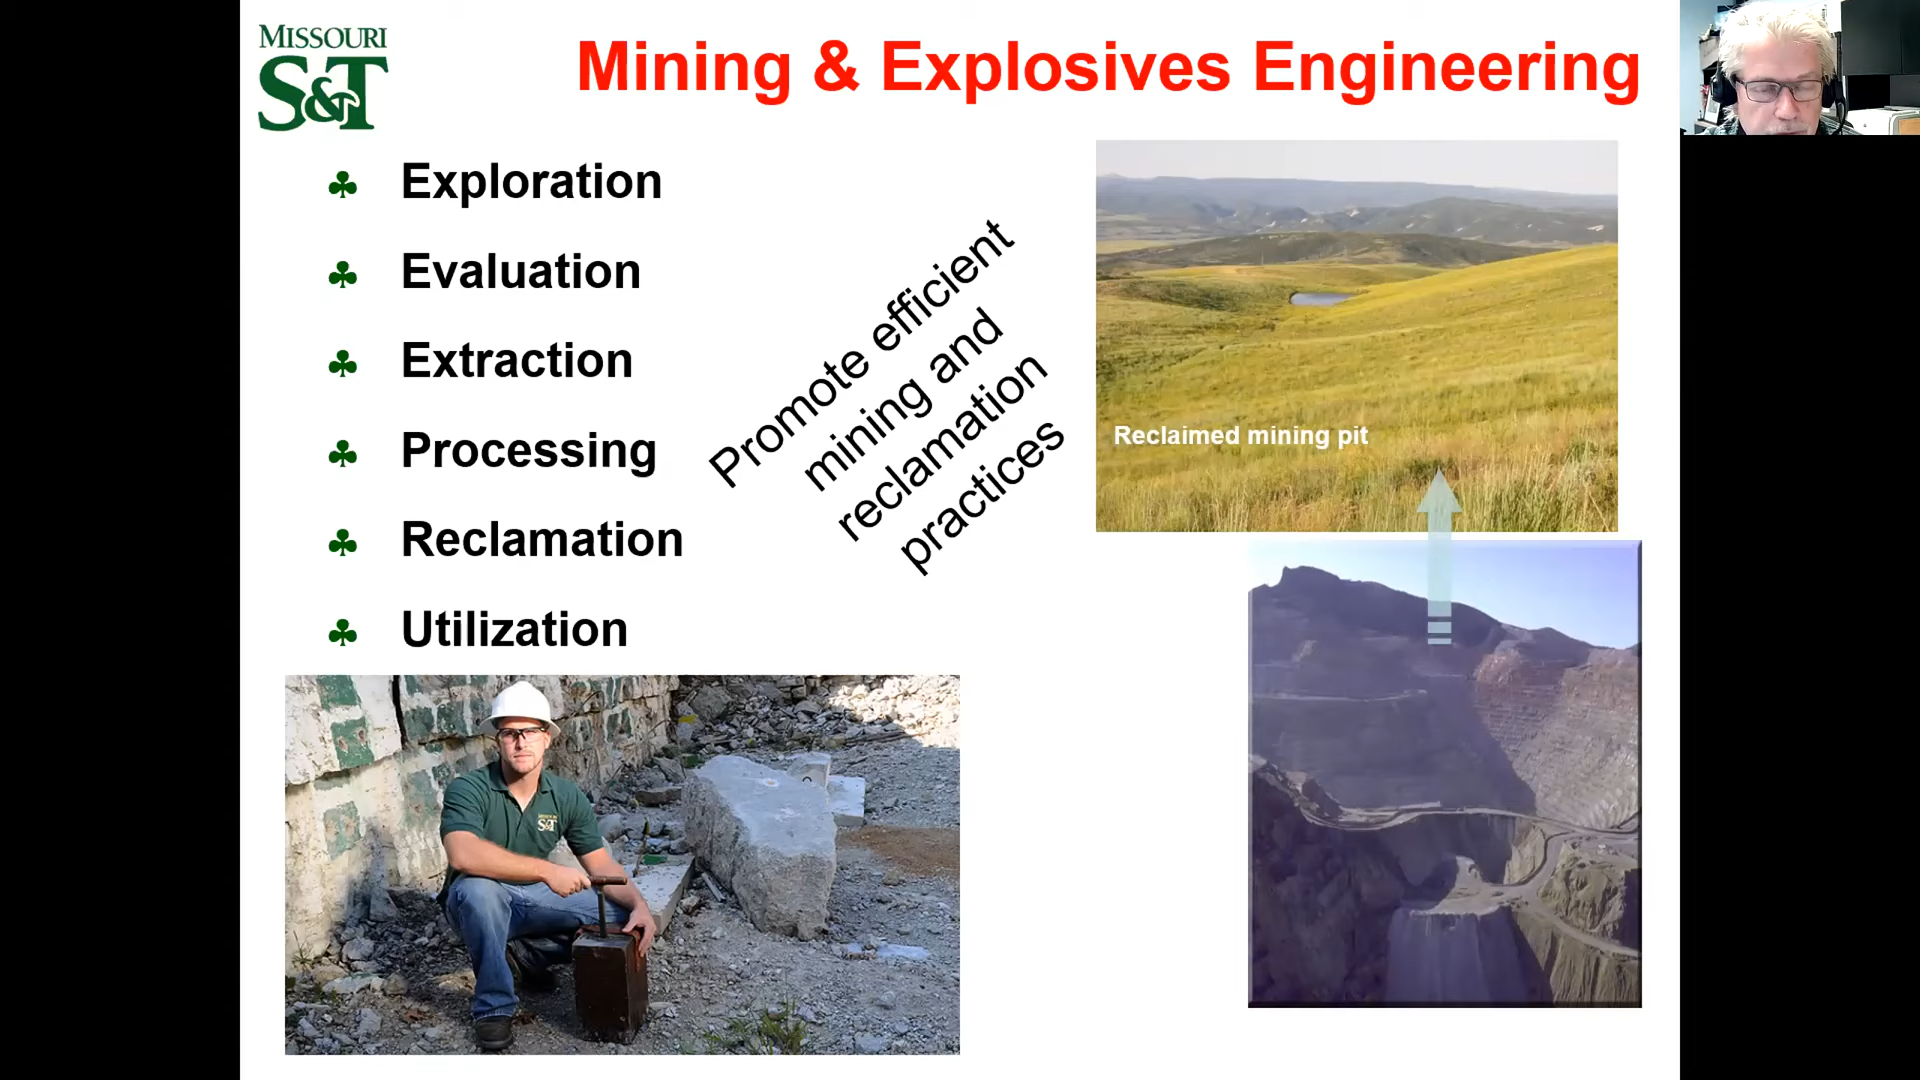 MISSOURI
S&T
Mining & Explosives Engineering
♣ Exploration
♣ Evaluation
♣ Extraction
♣ Processing
♣ Reclamation
♣ Utilization
Promote efficient
mining and
reclamation
practices
Reclaimed mining pit
MISSOURI
S&T